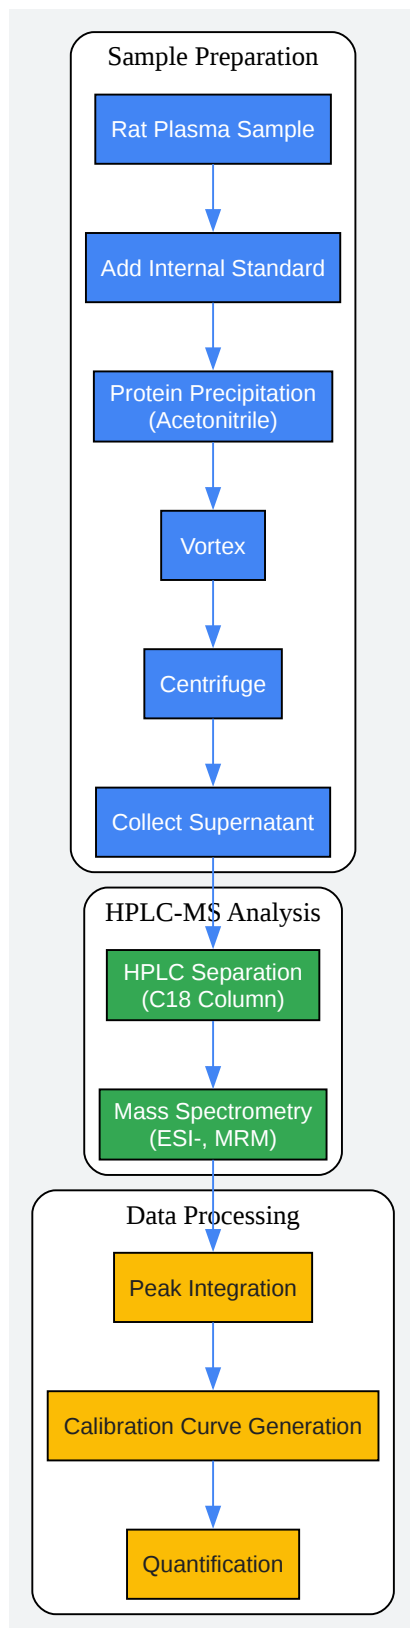 Sample Preparation
Rat Plasma Sample
Add Internal Standard
Protein Precipitation
(Acetonitrile)
Vortex
Centrifuge
Collect Supernatant
HPLC-MS Analysis
HPLC Separation
(C18 Column)
Mass Spectrometry
(ESI-, MRM)
Data Processing
Peak Integration
Calibration Curve Generation
Quantification